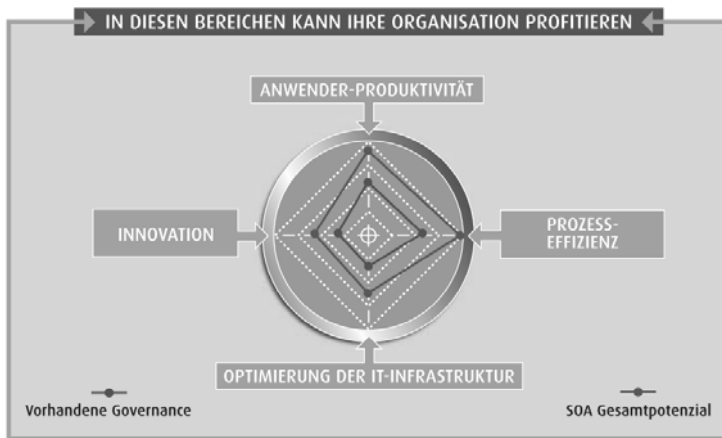 IN DIESEN BEREICHEN KANN IHRE ORGANISATION PROFITIEREN
ANWENDER-PRODUKTIVITÄT
INNOVATION
PROZESS-
EFFIZIENZ
OPTIMIERUNG DER IT-INFRASTRUKTUR
Vorhandene Governance
SOA Gesamtpotenzial